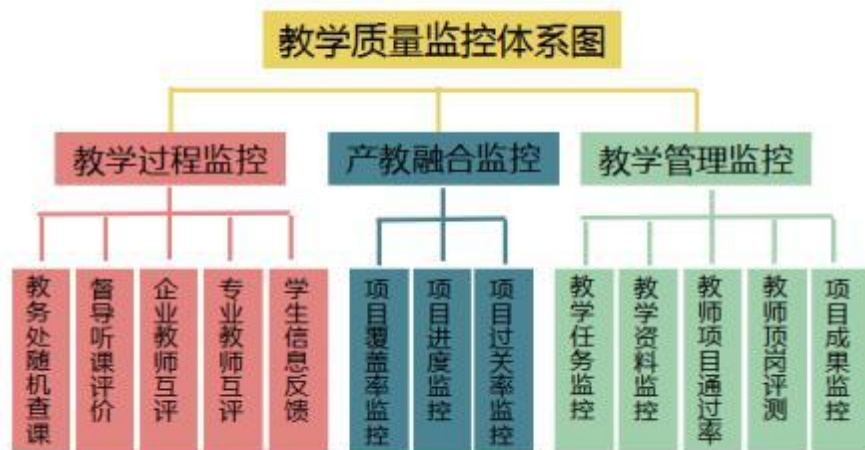 教学质量监控体系图
教学过程监控
产教融合监控
教学管理监控
教务处随机查课
督导听课评价
企业教师互评
专业教师互评
学生信息反馈
项目覆盖率监控
项目进度监控
项目过关率监控
教学任务监控
教学资料监控
教师项目通过率
教师顶岗评测
项目成果监控